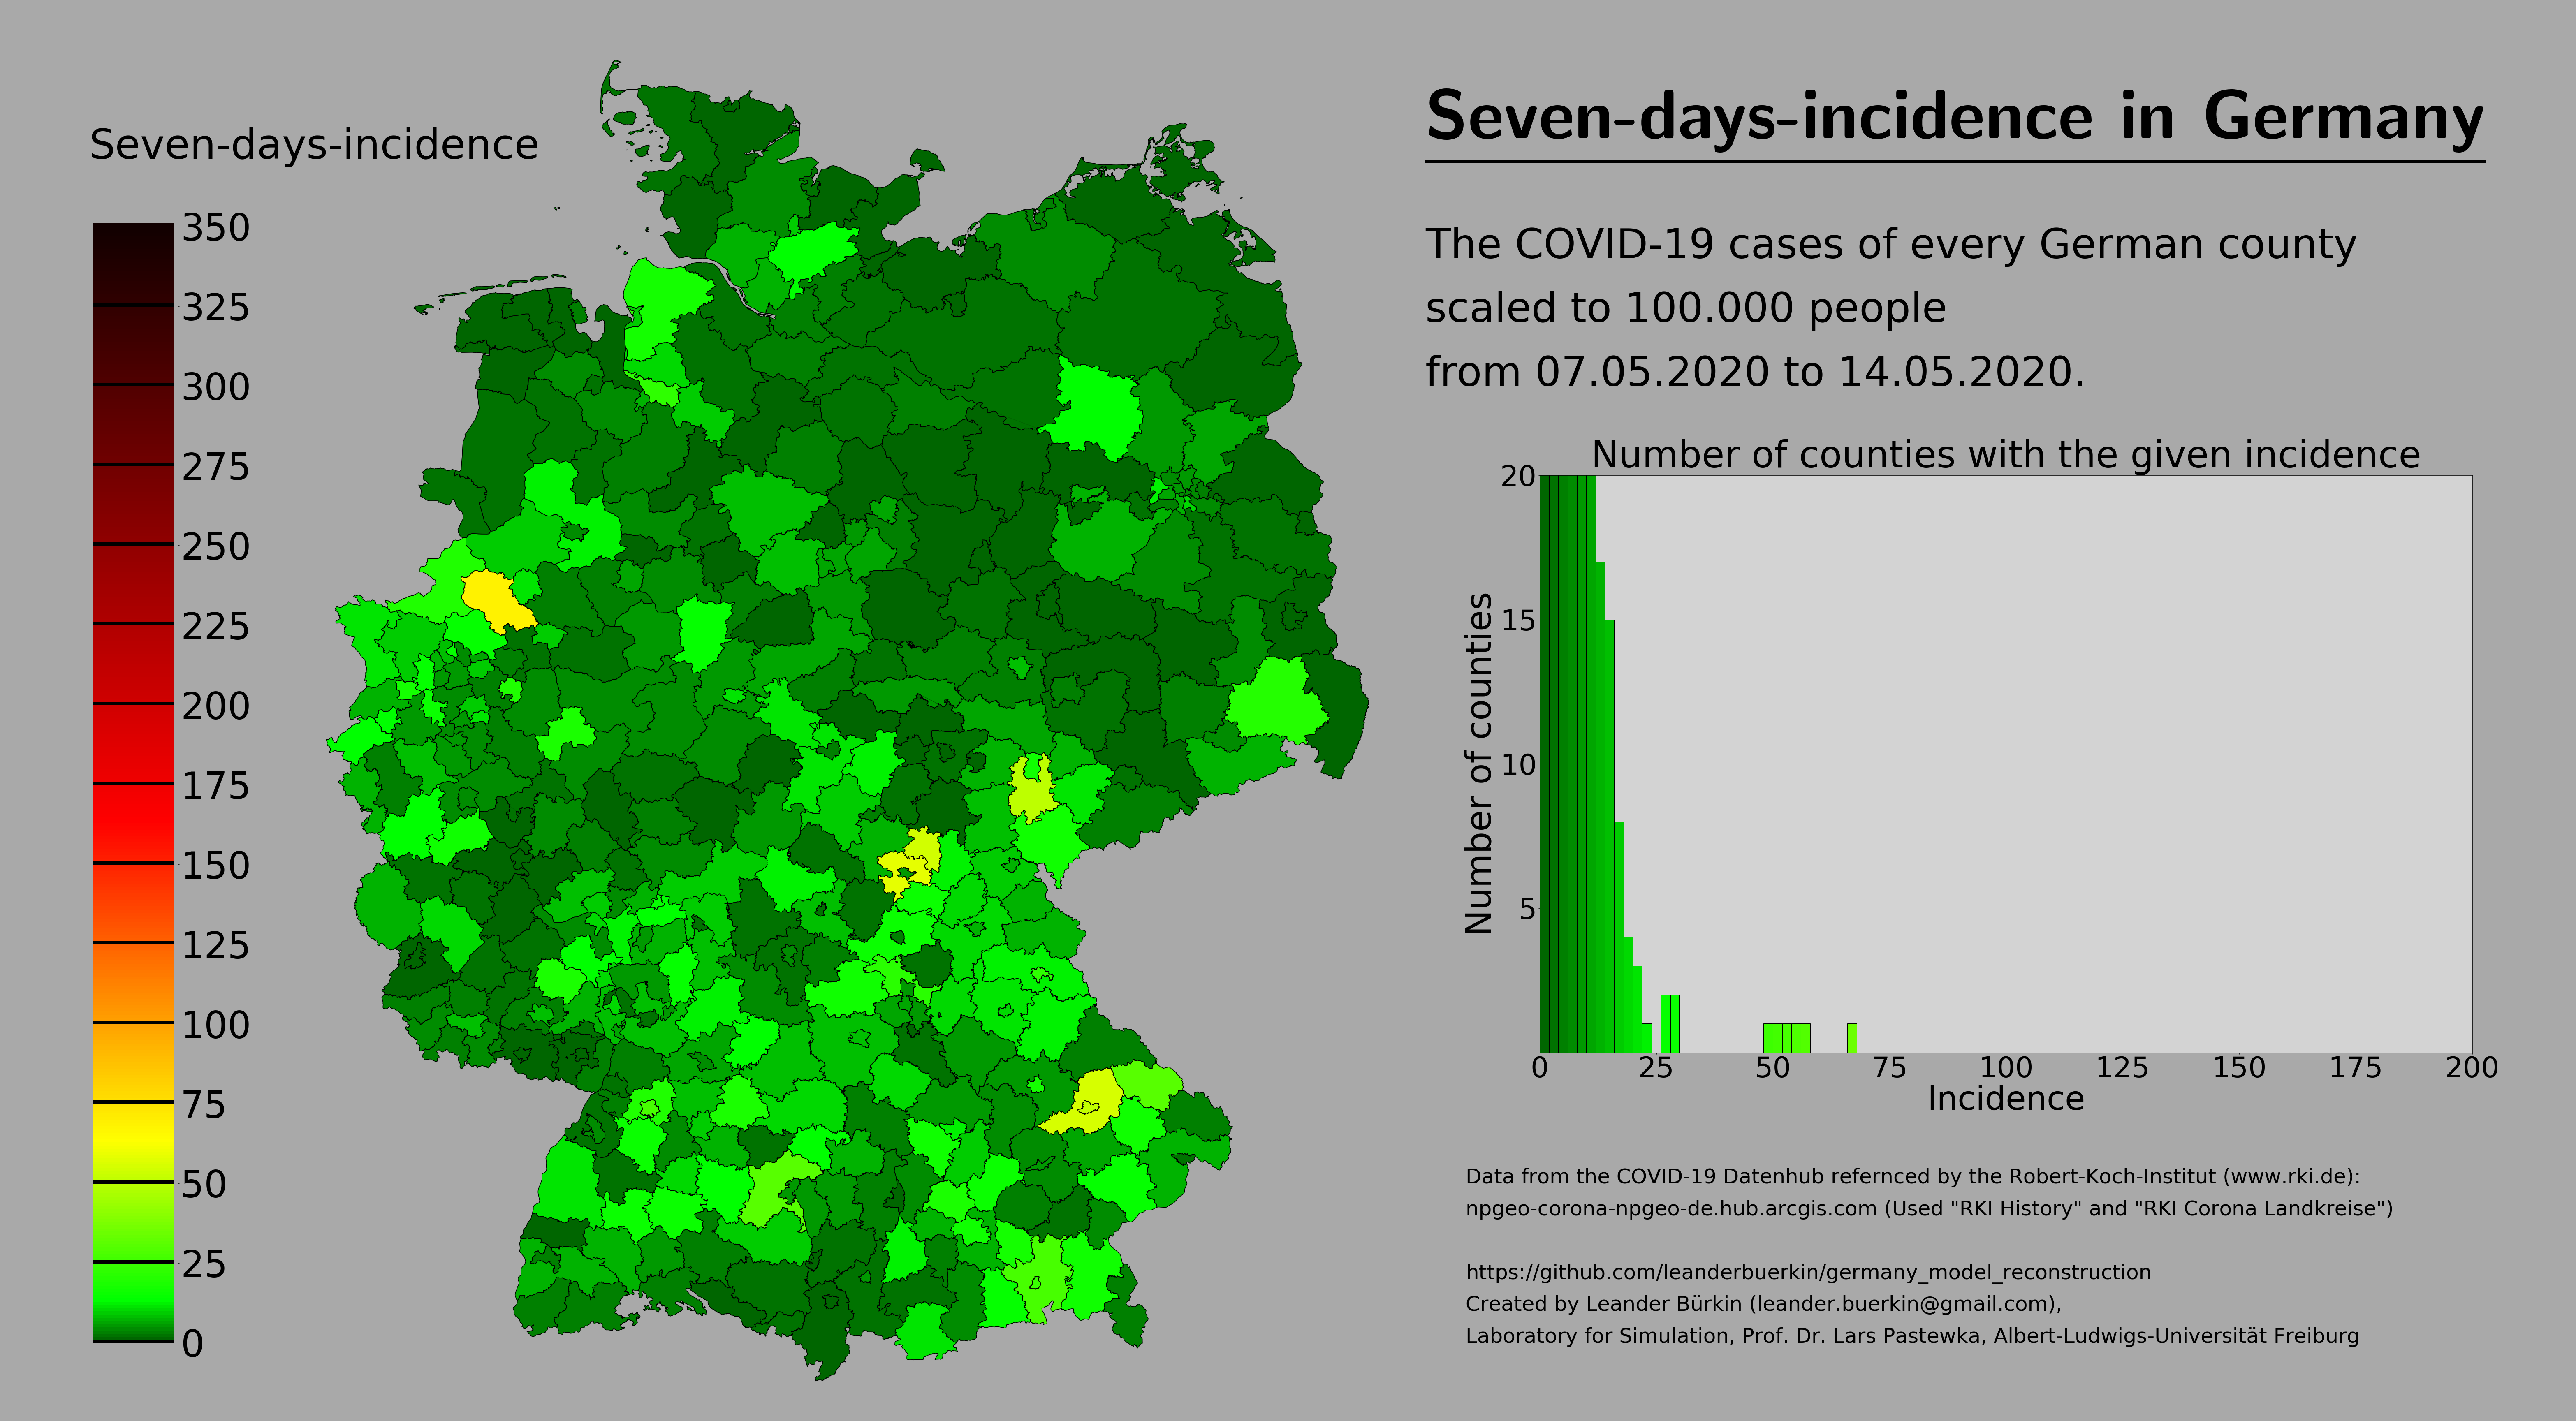 Seven-days-incidence
350
325
300
275
250
225
200
175
150
125
100
75
50
25
0
Seven-days-incidence in Germany
The COVID-19 cases of every German county
scaled to 100.000 people
from 07.05.2020 to 14.05.2020.
Number of counties with the given incidence
Number of counties
20
15
10
5
0 25 50 75 100 125 150 175 200
Incidence
Data from the COVID-19 Datenhub refernced by the Robert-Koch-Institut (www.rki.de):
npgeo-corona-npgeo-de.hub.arcgis.com (Used "RKI History" and "RKI Corona Landkreise")
https://github.com/leanderbuerkin/germany_model_reconstruction
Created by Leander Bürkin (leander.buerkin@gmail.com),
Laboratory for Simulation, Prof. Dr. Lars Pastewka, Albert-Ludwigs-Universität Freiburg